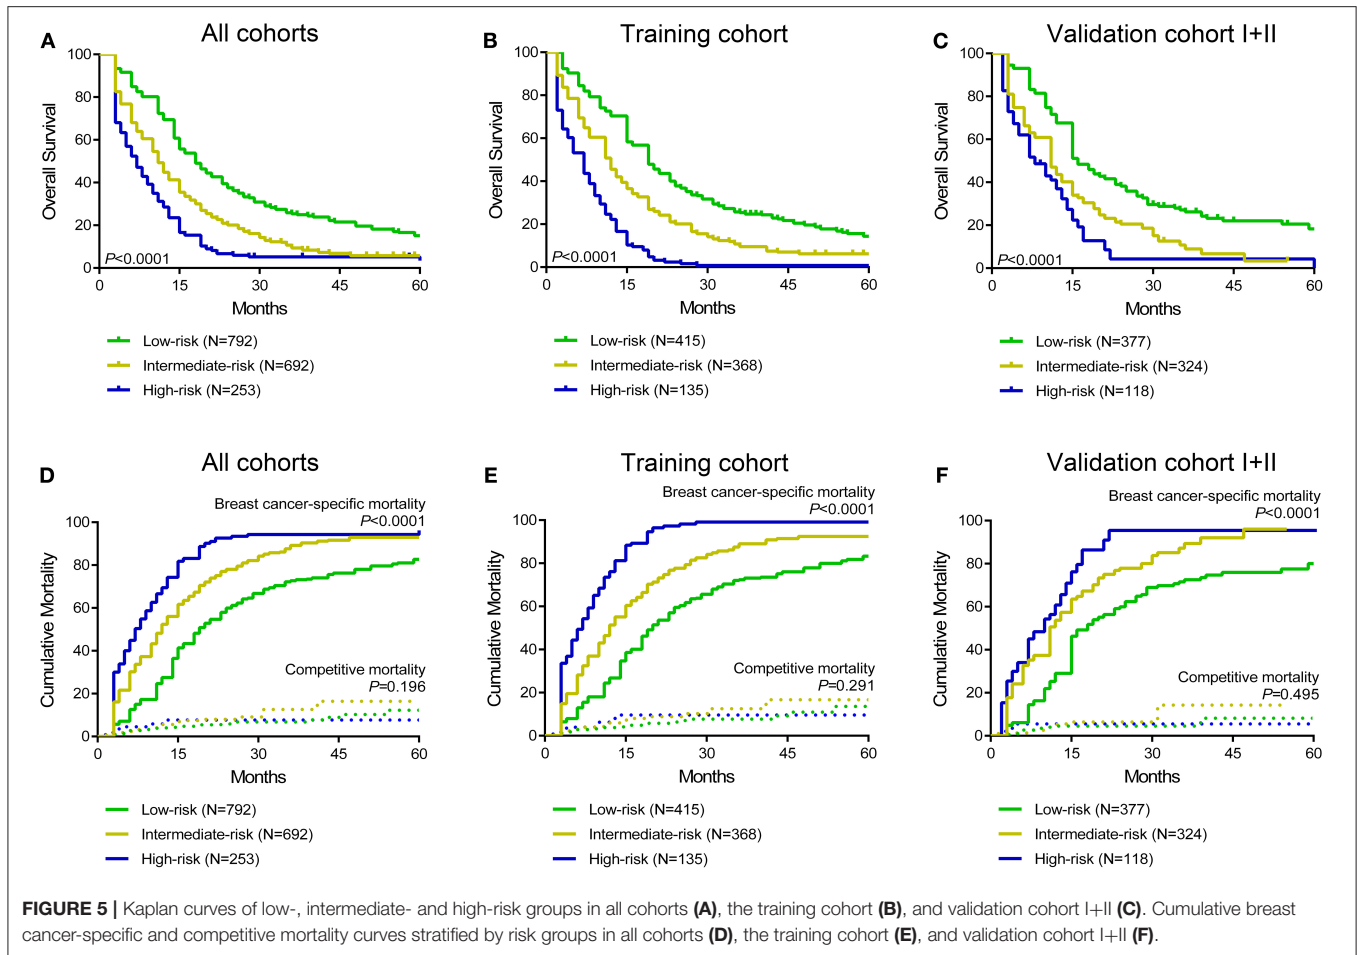 A
All cohorts
100
80
60
40
20
0
Overall Survival
P<0.0001
0 15 30 45 60
Months
Low-risk (N=792)
Intermediate-risk (N=692)
High-risk (N=253)
B
Training cohort
100
80
60
40
20
0
Overall Survival
P<0.0001
0 15 30 45 60
Months
Low-risk (N=415)
Intermediate-risk (N=368)
High-risk (N=135)
C
Validation cohort I+II
100
80
60
40
20
0
Overall Survival
P<0.0001
0 15 30 45 60
Months
Low-risk (N=377)
Intermediate-risk (N=324)
High-risk (N=118)
D
All cohorts
Breast cancer-specific mortality
P<0.0001
100
80
60
40
20
0
Cumulative Mortality
Competitive mortality
P=0.196
0 15 30 45 60
Months
Low-risk (N=792)
Intermediate-risk (N=692)
High-risk (N=253)
E
Training cohort
Breast cancer-specific mortality
P<0.0001
100
80
60
40
20
0
Cumulative Mortality
Competitive mortality
P=0.291
0 15 30 45 60
Months
Low-risk (N=415)
Intermediate-risk (N=368)
High-risk (N=135)
F
Validation cohort I+II
Breast cancer-specific mortality
P<0.0001
100
80
60
40
20
0
Cumulative Mortality
Competitive mortality
P=0.495
0 15 30 45 60
Months
Low-risk (N=377)
Intermediate-risk (N=324)
High-risk (N=118)
FIGURE 5 | Kaplan curves of low-, intermediate- and high-risk groups in all cohorts (A), the training cohort (B), and validation cohort I+II (C). Cumulative breast
cancer-specific and competitive mortality curves stratified by risk groups in all cohorts (D), the training cohort (E), and validation cohort I+II (F).